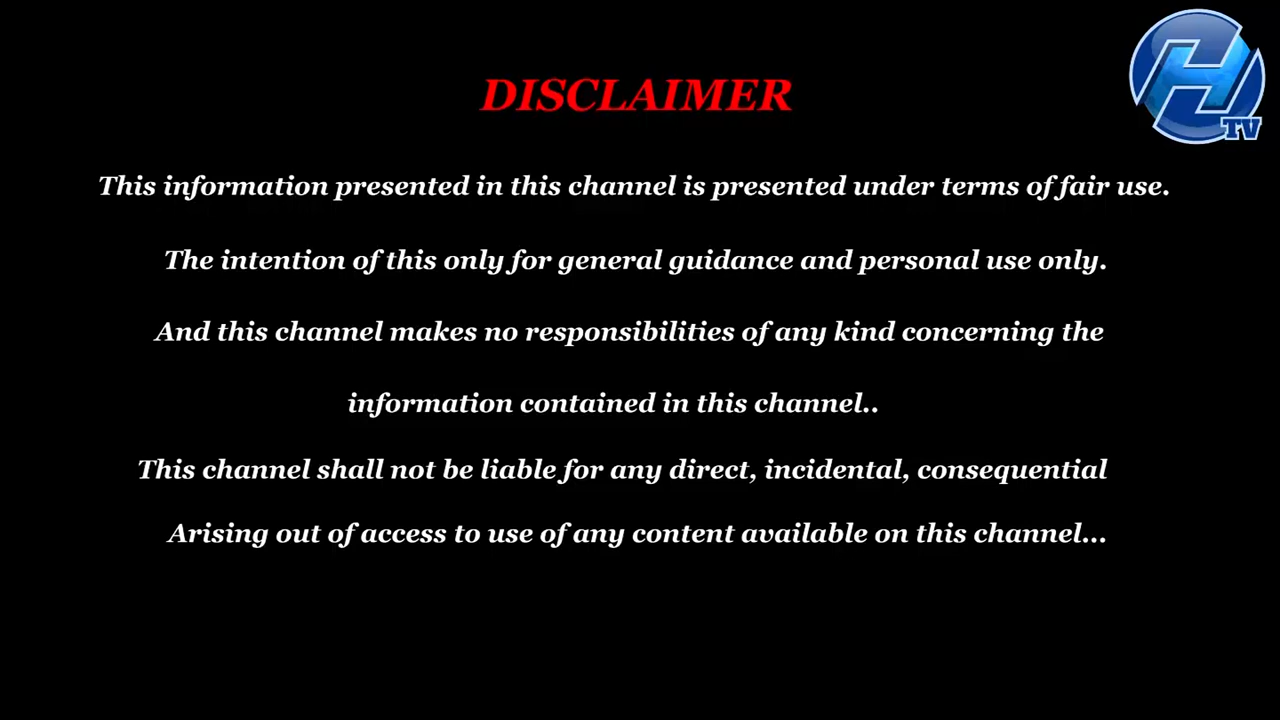 DISCLAIMER
This information presented in this channel is presented under terms of fair use.
The intention of this only for general guidance and personal use only.
And this channel makes no responsibilities of any kind concerning the
information contained in this channel..
This channel shall not be liable for any direct, incidental, consequential
Arising out of access to use of any content available on this channel...
H
TV